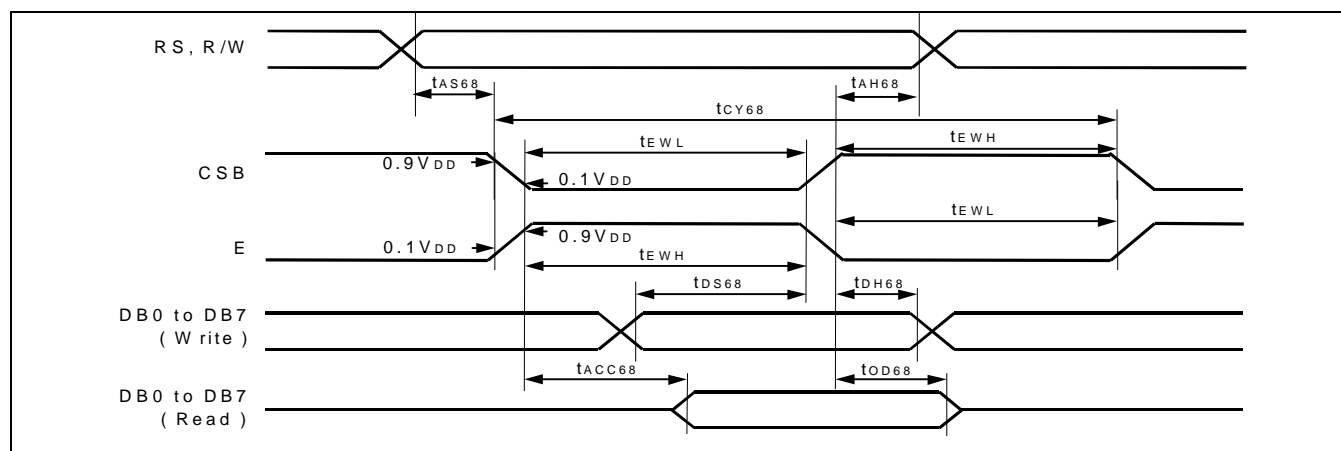 RS, R/W
tAS68
tAH68
tCY68
tEWL
tEWH
0.9VDD
CSB
0.1VDD
tEWL
E
0.1VDD
0.9VDD
tEWH
tDS68
tDH68
DB0 to DB7
(Write)
tACC68
tOD68
DB0 to DB7
(Read)